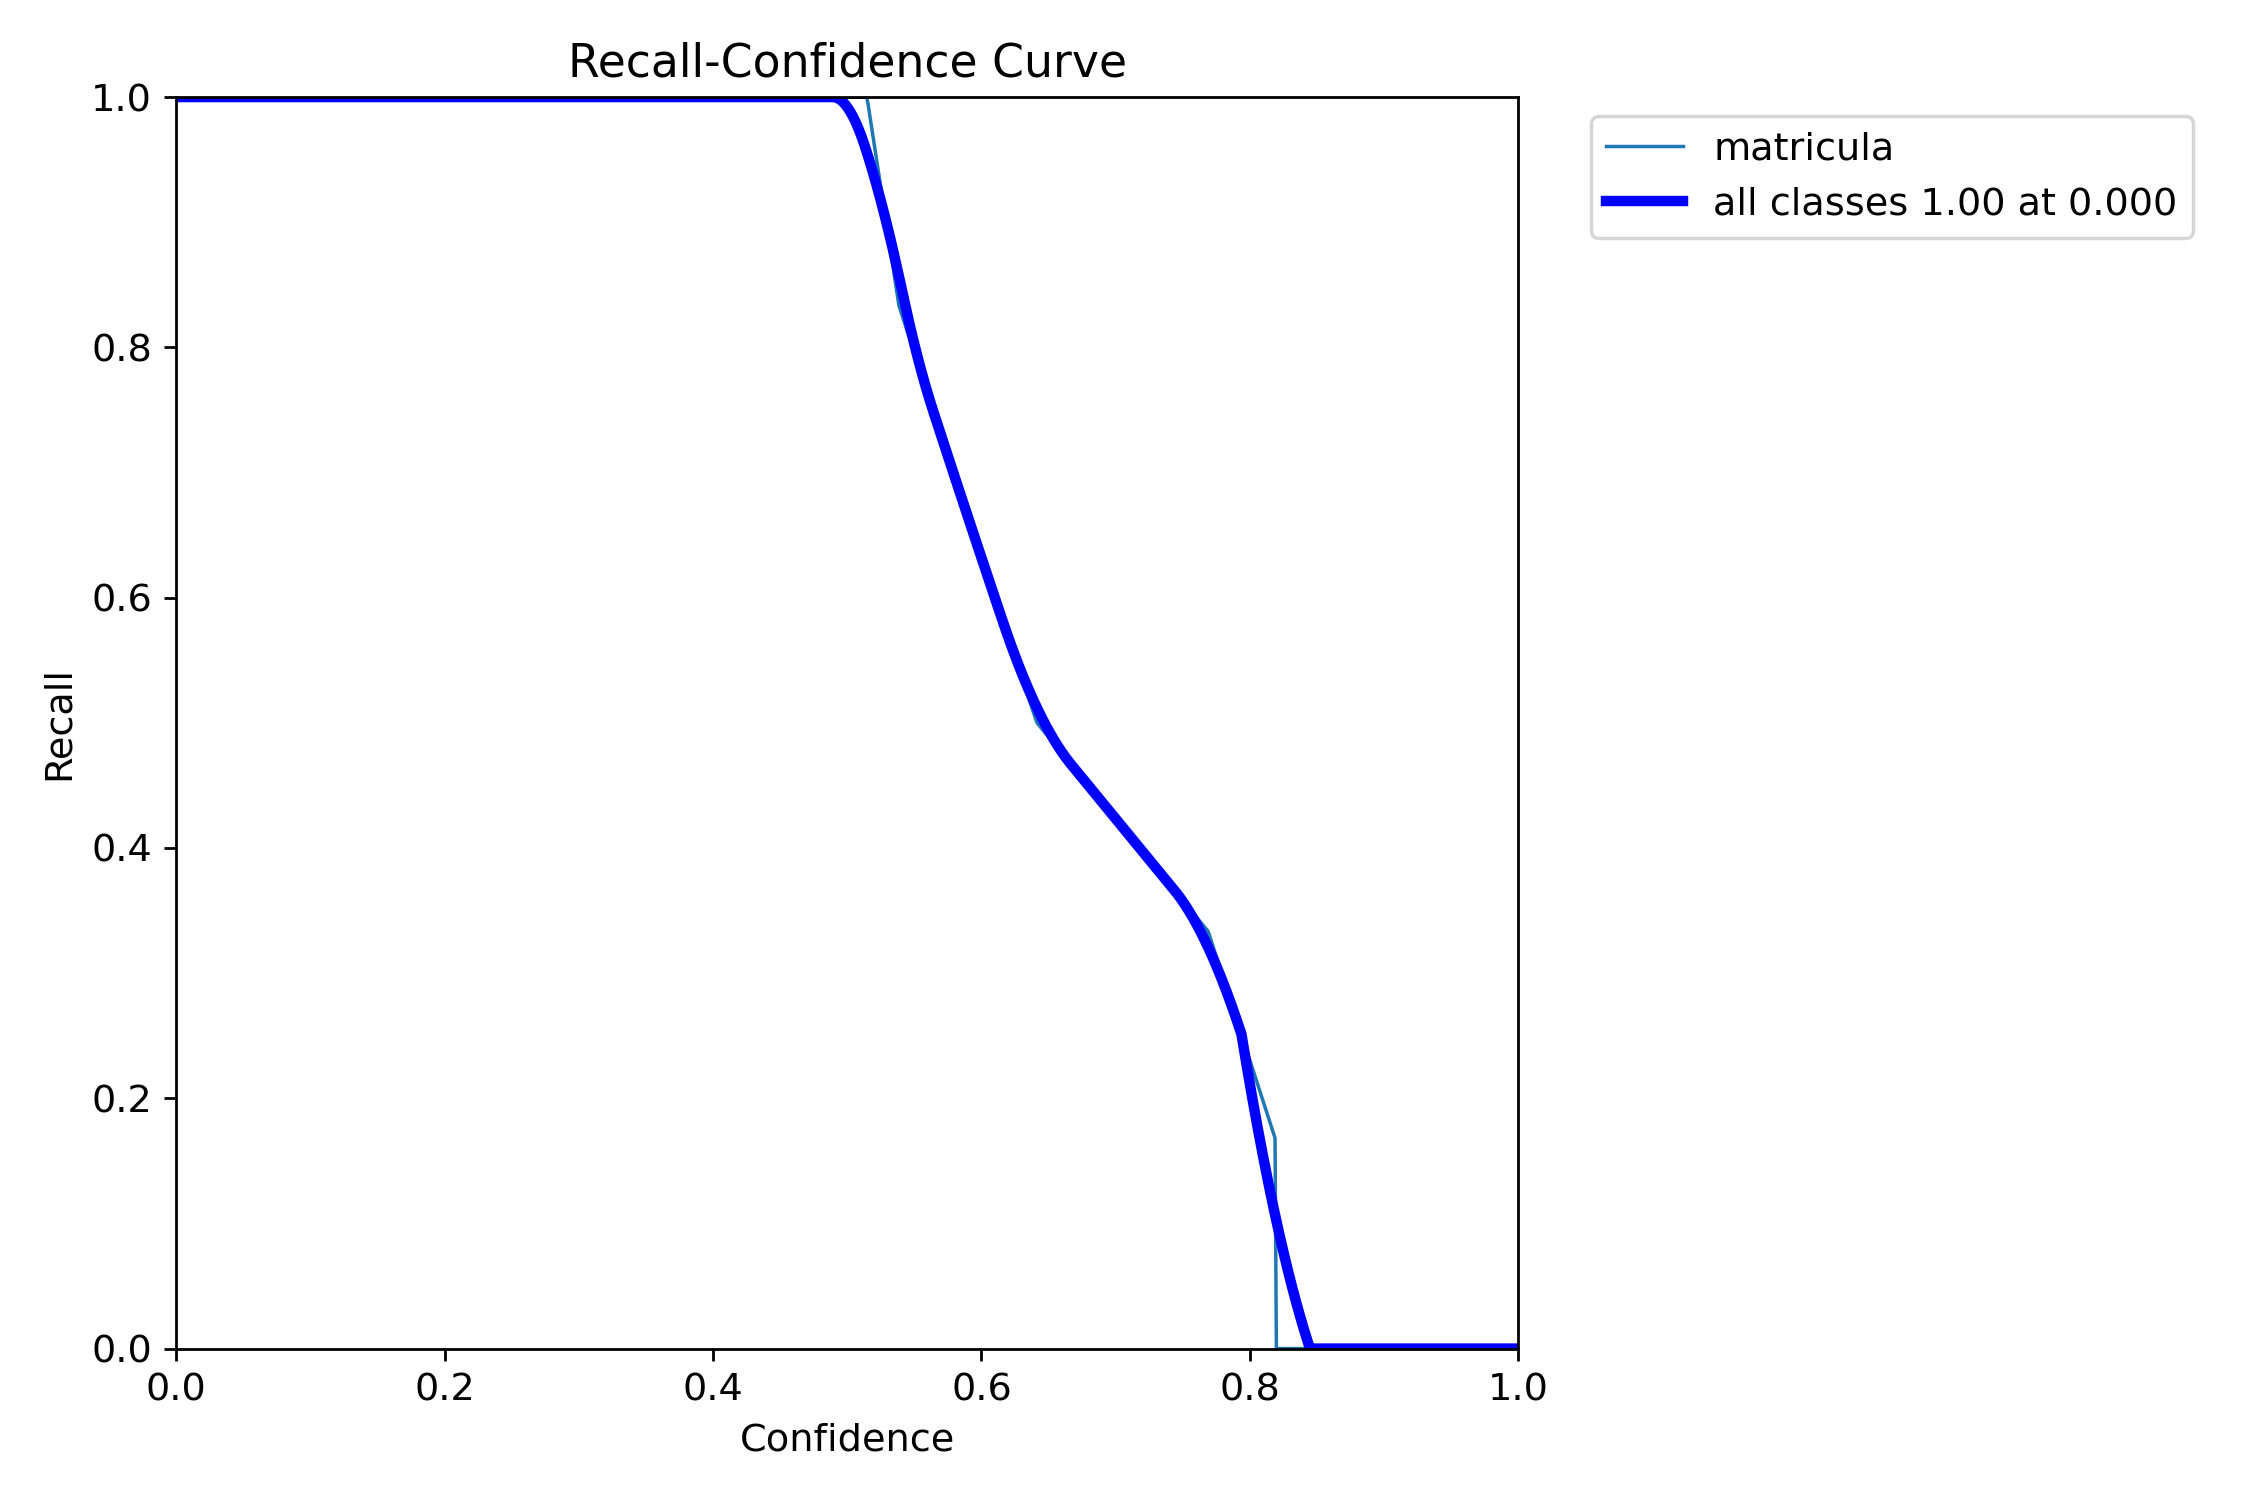 Recall-Confidence Curve
matricula
all classes 1.00 at 0.000
1.0
0.8
0.6
0.4
0.2
0.0
Recall
0.0 0.2 0.4 0.6 0.8 1.0
Confidence